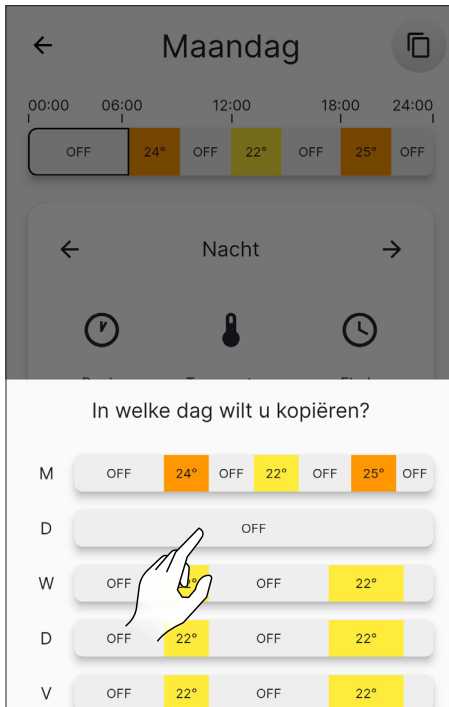 Maandag
00:00 06:00 12:00 18:00 24:00
OFF 24° OFF 22° OFF 25° OFF
Nacht
In welke dag wilt u kopiëren?
M OFF 24° OFF 22° OFF 25° OFF
D OFF
W OFF 22° OFF 22°
D OFF 22° OFF 22°
V OFF 22° OFF 22°